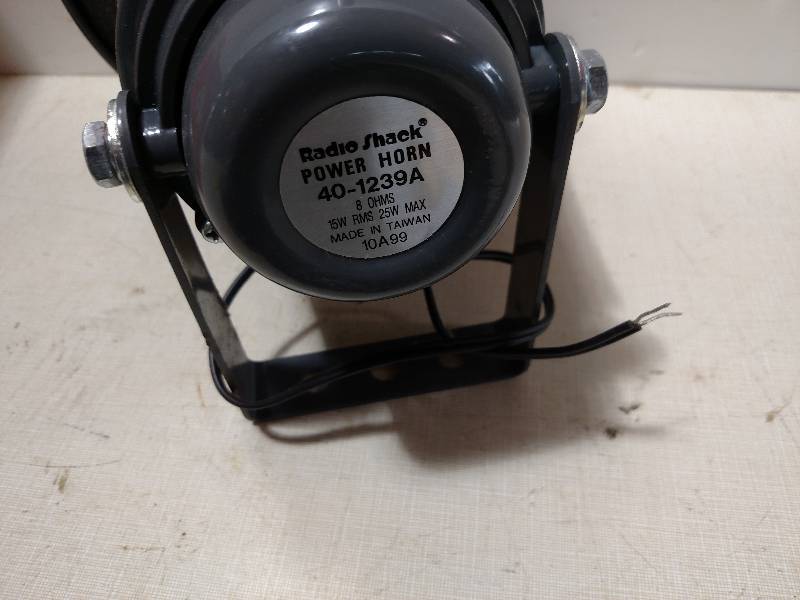 Radio Shack®
POWER HORN
40-1239A
8 OHMS
15W RMS 25W MAX
MADE IN TAIWAN
10A99